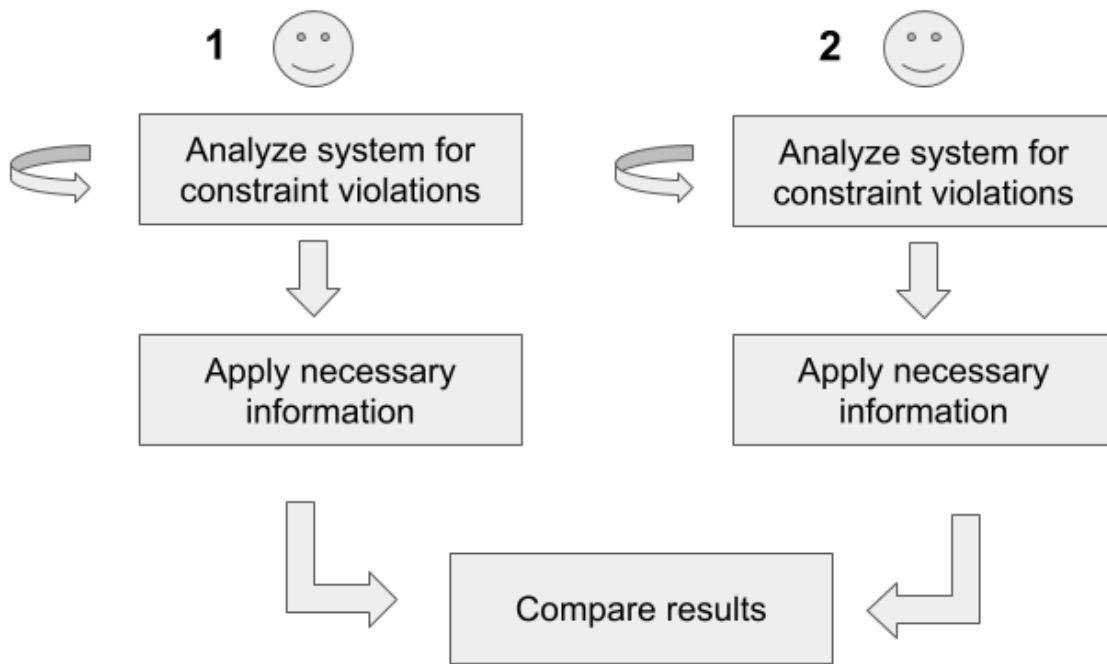 1
Analyze system for
constraint violations
Apply necessary
information
2
Analyze system for
constraint violations
Apply necessary
information
Compare results